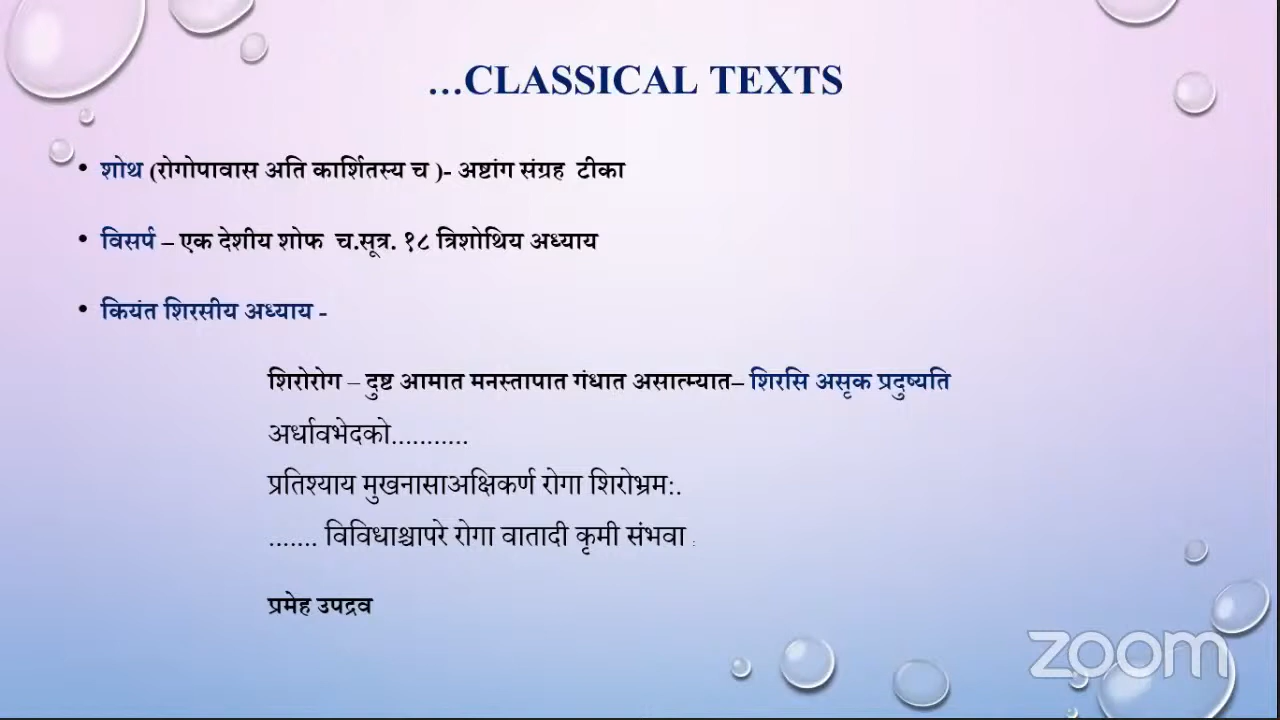 ...CLASSICAL TEXTS
• शोथ (रोगोपावास अति कार्शितस्य च )- अष्टांग संग्रह टीका
• विसर्प – एक देशीय शोफ च.सूत्र. १८ त्रिशोथिय अध्याय
• कियंत शिरसीय अध्याय -
शिरोरोग – दुष्ट आमात मनस्तापात गंधात असात्म्यात– शिरसि असृक प्रदुष्यति
अर्धावभेदको...........
प्रतिश्याय मुखनासाअक्षिकर्ण रोगा शिरोभ्रम:.
....... विविधाश्चापरे रोगा वातादी कृमी संभवा :
प्रमेह उपद्रव
zoom